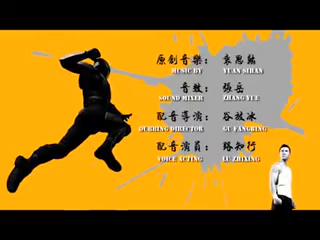 原創音樂： 袁思翰
MUSIC BY YUAN SIHAN
音效： 張岳
SOUND MIXER ZHANG YUE
配音導演： 谷放冰
DUBBING DIRECTOR GU FANGBING
配音演員： 路知行
VOICE ACTING LU ZHIXING